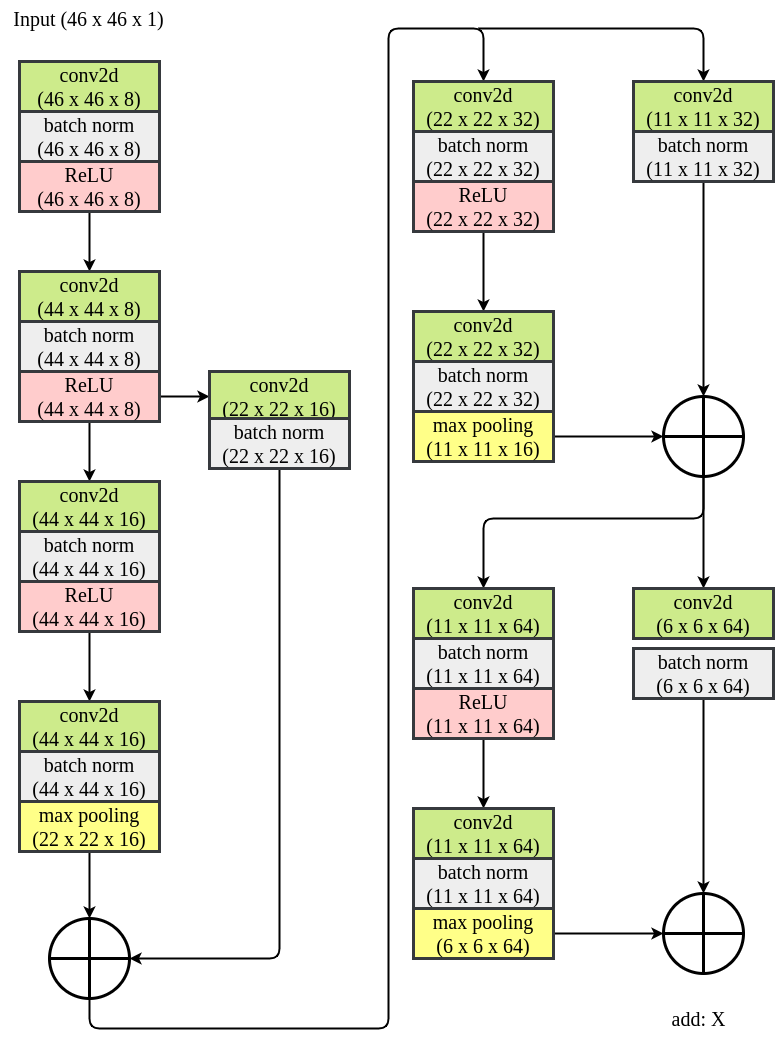 Input (46 x 46 x 1)
conv2d
(46 x 46 x 8)
batch norm
(46 x 46 x 8)
ReLU
(46 x 46 x 8)
conv2d
(44 x 44 x 8)
batch norm
(44 x 44 x 8)
ReLU
(44 x 44 x 8)
conv2d
(22 x 22 x 16)
batch norm
(22 x 22 x 16)
conv2d
(44 x 44 x 16)
batch norm
(44 x 44 x 16)
ReLU
(44 x 44 x 16)
conv2d
(44 x 44 x 16)
batch norm
(44 x 44 x 16)
max pooling
(22 x 22 x 16)
conv2d
(22 x 22 x 32)
batch norm
(22 x 22 x 32)
ReLU
(22 x 22 x 32)
conv2d
(22 x 22 x 32)
batch norm
(22 x 22 x 32)
max pooling
(11 x 11 x 16)
conv2d
(11 x 11 x 32)
batch norm
(11 x 11 x 32)
conv2d
(11 x 11 x 64)
batch norm
(11 x 11 x 64)
ReLU
(11 x 11 x 64)
conv2d
(11 x 11 x 64)
batch norm
(11 x 11 x 64)
max pooling
(6 x 6 x 64)
conv2d
(6 x 6 x 64)
batch norm
(6 x 6 x 64)
add: X